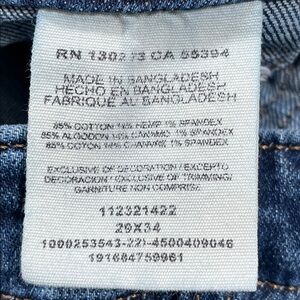 RN 130273 CA 55394
MADE IN BANGLADESH
HECHO EN BANGLADESH
FABRIQUÉ AU BANGLADESH
85% COTTON 14% HEMP 1% SPANDEX
85% ALGODON 14% CAÑAMO 1% SPANDEX
85% COTON 14% CHANVRE 1% SPANDEX
EXCLUSIVE OF DECORATION / EXCEPTO
DECORACION / EXCLUSIVE OF TRIMMING/
GARNITURE NON COMPRISE
112321422
29X34
1000253543-22)-4500409046
191684759961